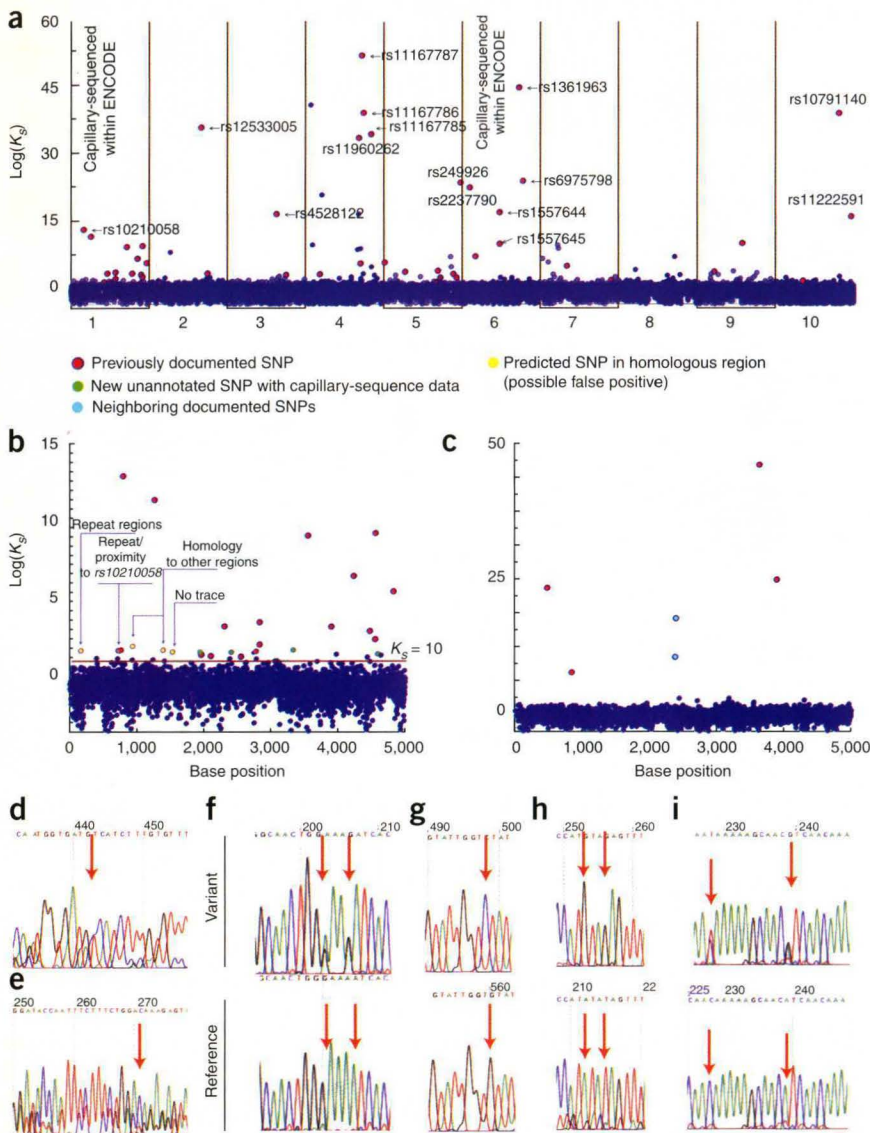 a
60
45
30
15
0
Log(Ks)
Capillary-sequenced
within ENCODE
Capillary-sequenced
within ENCODE
rs11167787
rs1361963
rs10791140
rs12533005
rs11167786
rs11167785
rs11960262
rs249926
rs2237790
rs6975798
rs11222591
rs4528122
rs1557644
rs10210058
rs1557645
1 2 3 4 5 6 7 8 9 10
Previously documented SNP
New unannotated SNP with capillary-sequence data
Neighboring documented SNPs
Predicted SNP in homologous region
(possible false positive)
b
15
10
5
0
Log(Ks)
Repeat regions
Repeat/
proximity
to rs10210058
Homology
to other regions
No trace
Ks = 10
0 1,000 2,000 3,000 4,000 5,000
Base position
c
50
25
0
0 1,000 2,000 3,000 4,000 5,000
Base position
d
440 450
CAATGGTGATGTCATCTTTGTGTTT
e
250 260 270
f
Variant
200 210
GCAACTGGGAAAATCAC
Reference
g
490 500
GTATTGGTGTAT
560
h
250 260
210 22
CCATATATAGTTT
i
230 240
225 230 240
CAACAAAAAGCAACATCAACAAA